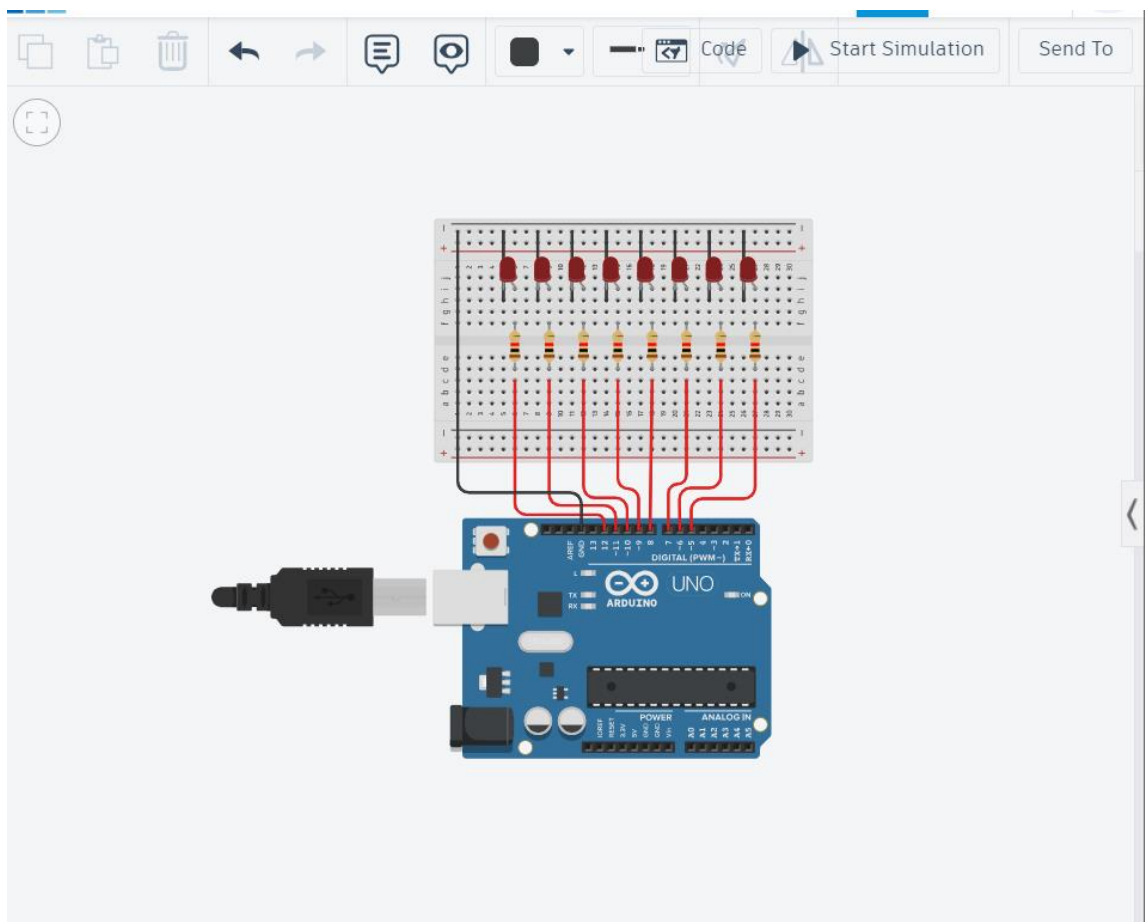 Code
Start Simulation
Send To
AREF
GND
13
12
~11
~10
~9
8
7
~6
~5
4
~3
2
TX→1
RX←0
DIGITAL (PWM~)
L
TX
RX
ARDUINO
UNO
ON
POWER
ANALOG IN
IOREF
RESET
3.3V
5V
GND
GND
Vin
A0
A1
A2
A3
A4
A5